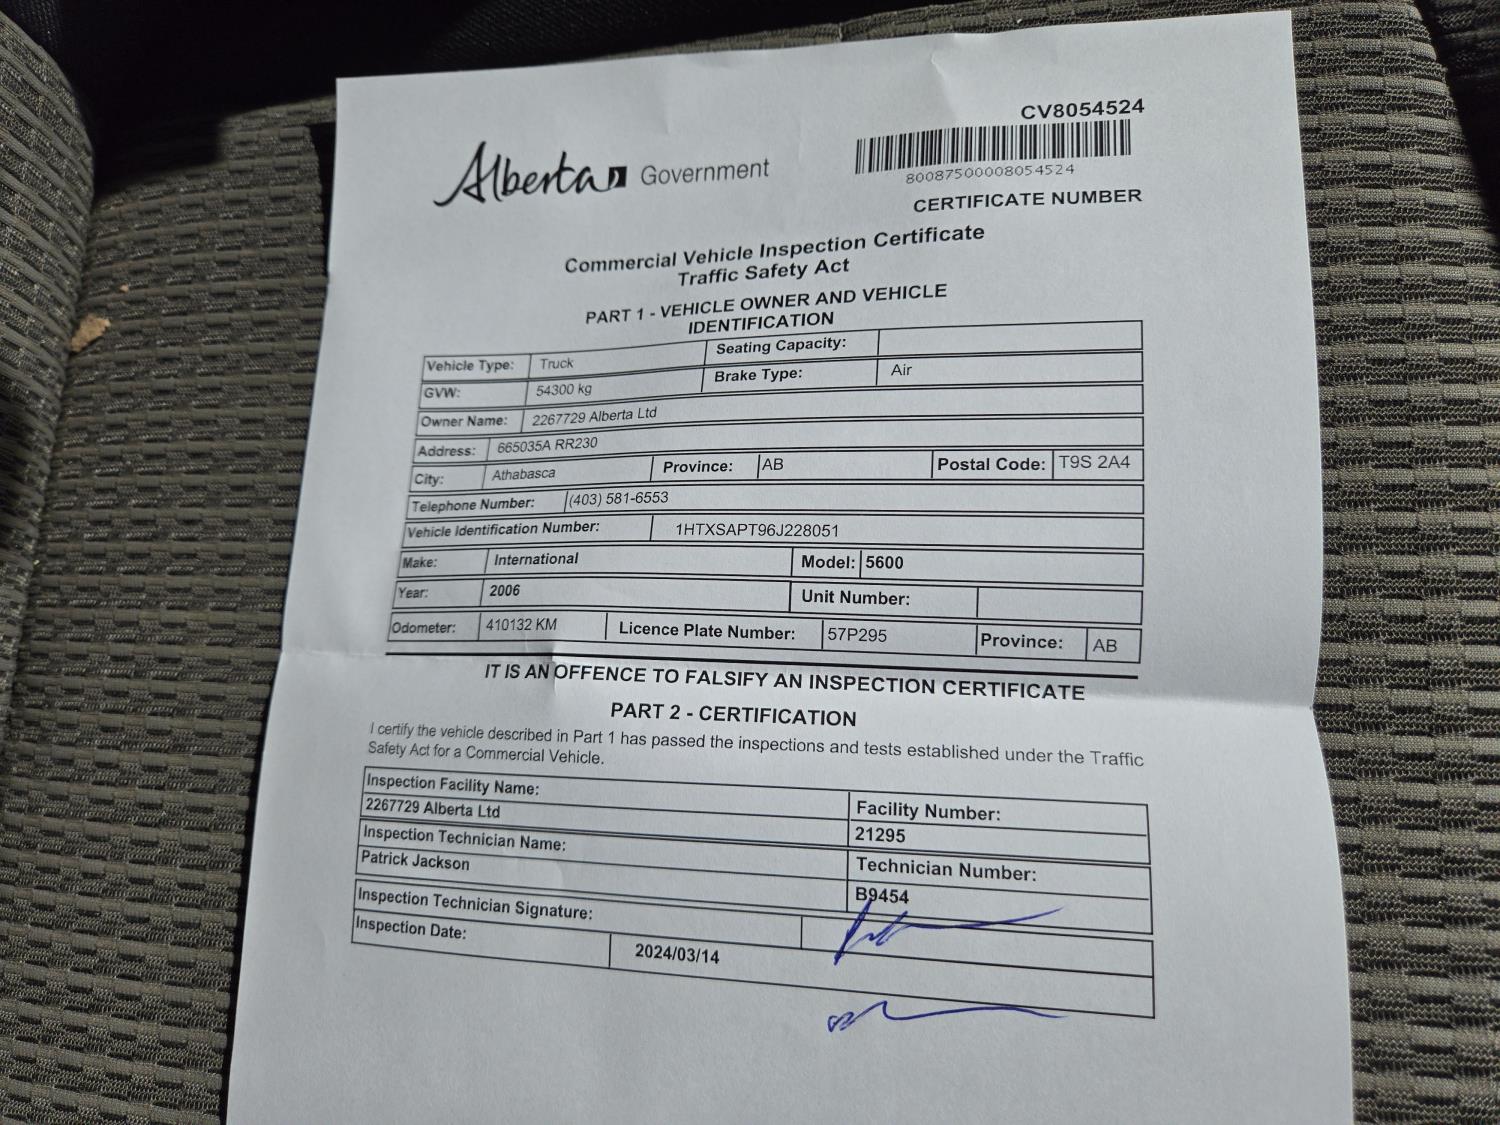 CV8054524
80087500008054524
CERTIFICATE NUMBER
Alberta Government
Commercial Vehicle Inspection Certificate
Traffic Safety Act
PART 1 - VEHICLE OWNER AND VEHICLE
IDENTIFICATION
Vehicle Type: Truck Seating Capacity:
GVW: 54300 kg Brake Type: Air
Owner Name: 2267729 Alberta Ltd
Address: 665035A RR230
City: Athabasca Province: AB Postal Code: T9S 2A4
Telephone Number: (403) 581-6553
Vehicle Identification Number: 1HTXSAPT96J228051
Make: International Model: 5600
Year: 2006 Unit Number:
Odometer: 410132 KM Licence Plate Number: 57P295 Province: AB
IT IS AN OFFENCE TO FALSIFY AN INSPECTION CERTIFICATE
PART 2 - CERTIFICATION
I certify the vehicle described in Part 1 has passed the inspections and tests established under the Traffic
Safety Act for a Commercial Vehicle.
Inspection Facility Name: Facility Number:
2267729 Alberta Ltd 21295
Inspection Technician Name: Technician Number:
Patrick Jackson B9454
Inspection Technician Signature:
Inspection Date: 2024/03/14